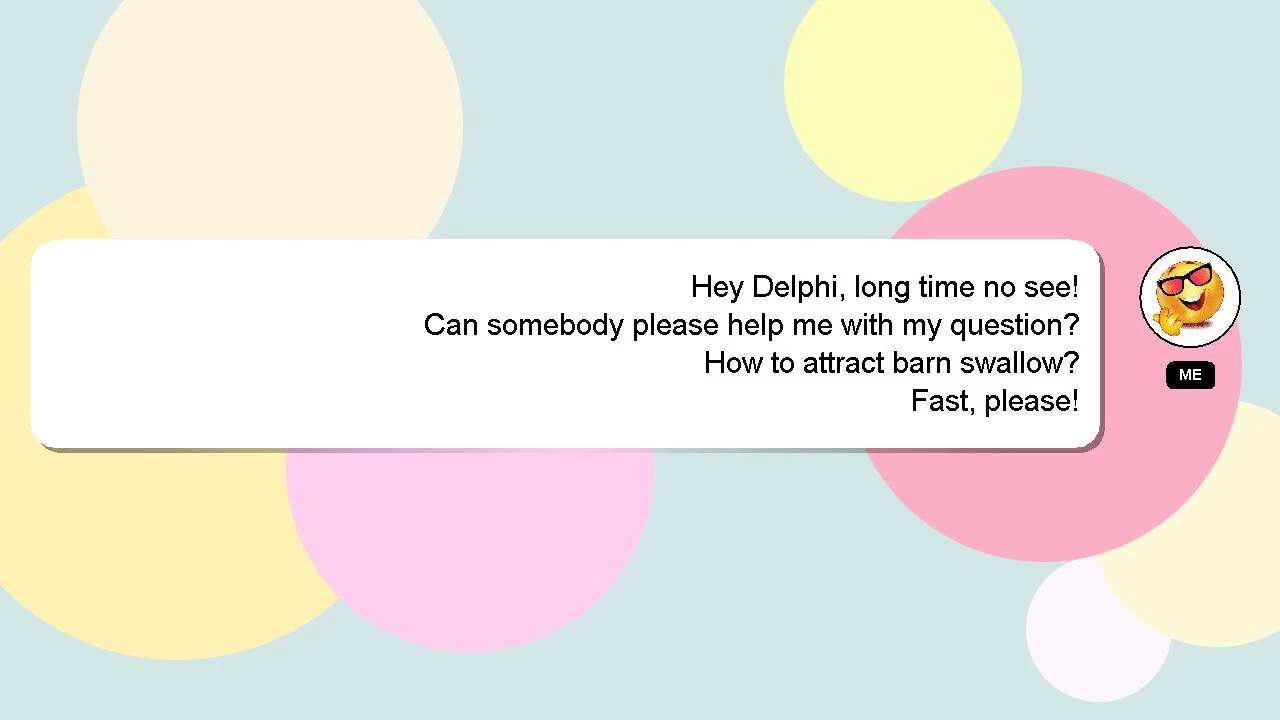 Hey Delphi, long time no see!
Can somebody please help me with my question?
How to attract barn swallow?
Fast, please!
ME